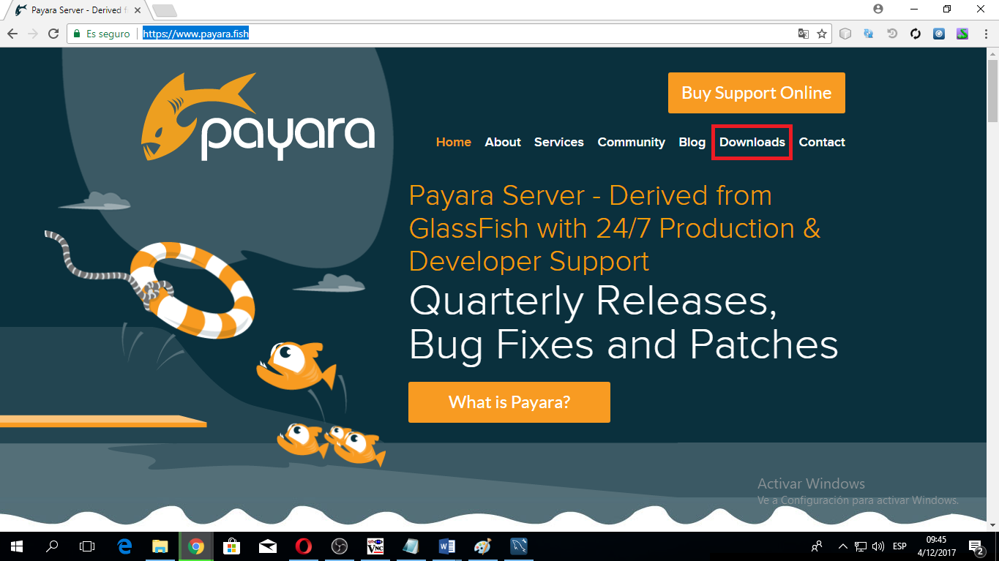 Payara Server - Derived f
Es seguro
https://www.payara.fish
payara
Buy Support Online
Home About Services Community Blog Downloads Contact
Payara Server - Derived from
GlassFish with 24/7 Production &
Developer Support
Quarterly Releases,
Bug Fixes and Patches
What is Payara?
Activar Windows
Ve a Configuración para activar Windows.
VNC
W
ESP
09:45
4/12/2017
2